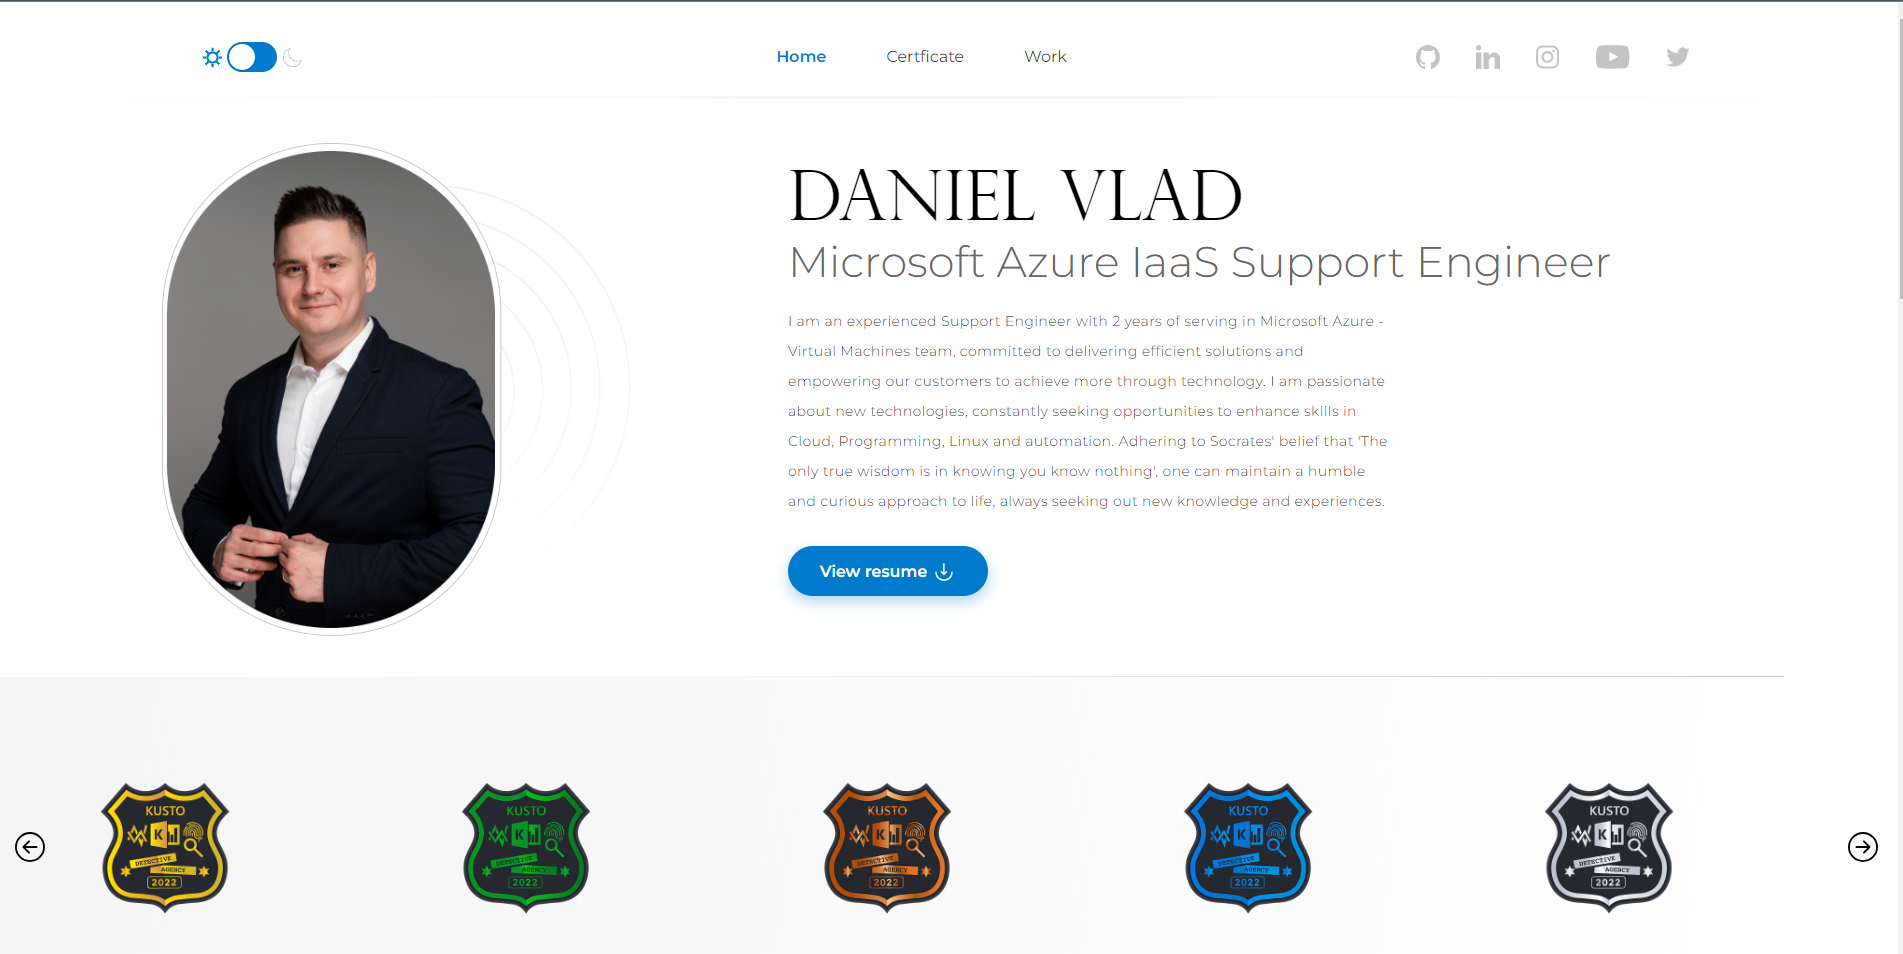 Home
Certficate
Work
DANIEL VLAD
Microsoft Azure IaaS Support Engineer
I am an experienced Support Engineer with 2 years of serving in Microsoft Azure -
Virtual Machines team, committed to delivering efficient solutions and
empowering our customers to achieve more through technology. I am passionate
about new technologies, constantly seeking opportunities to enhance skills in
Cloud, Programming, Linux and automation. Adhering to Socrates' belief that 'The
only true wisdom is in knowing you know nothing', one can maintain a humble
and curious approach to life, always seeking out new knowledge and experiences.
View resume
KUSTO
K
DETECTIVE
AGENCY
2022
KUSTO
K
DETECTIVE
AGENCY
2022
KUSTO
K
DETECTIVE
AGENCY
2022
KUSTO
K
DETECTIVE
AGENCY
2022
KUSTO
K
DETECTIVE
AGENCY
2022